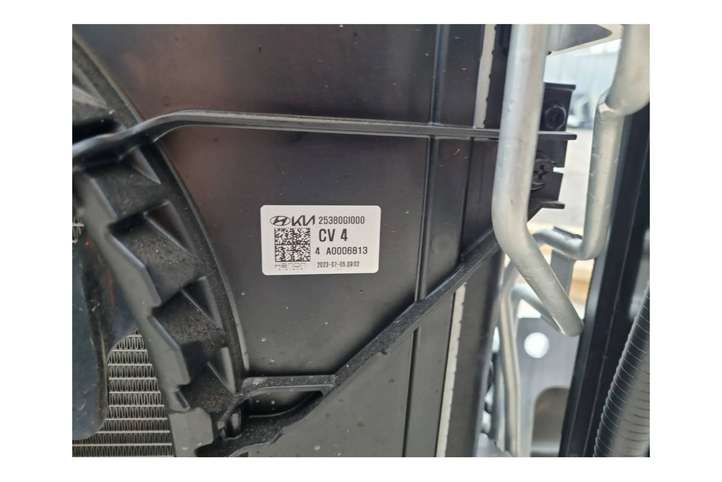 HYUNDAI KIA 25380GI000
CV 4
4 A0006813
2023-07-05.09:02